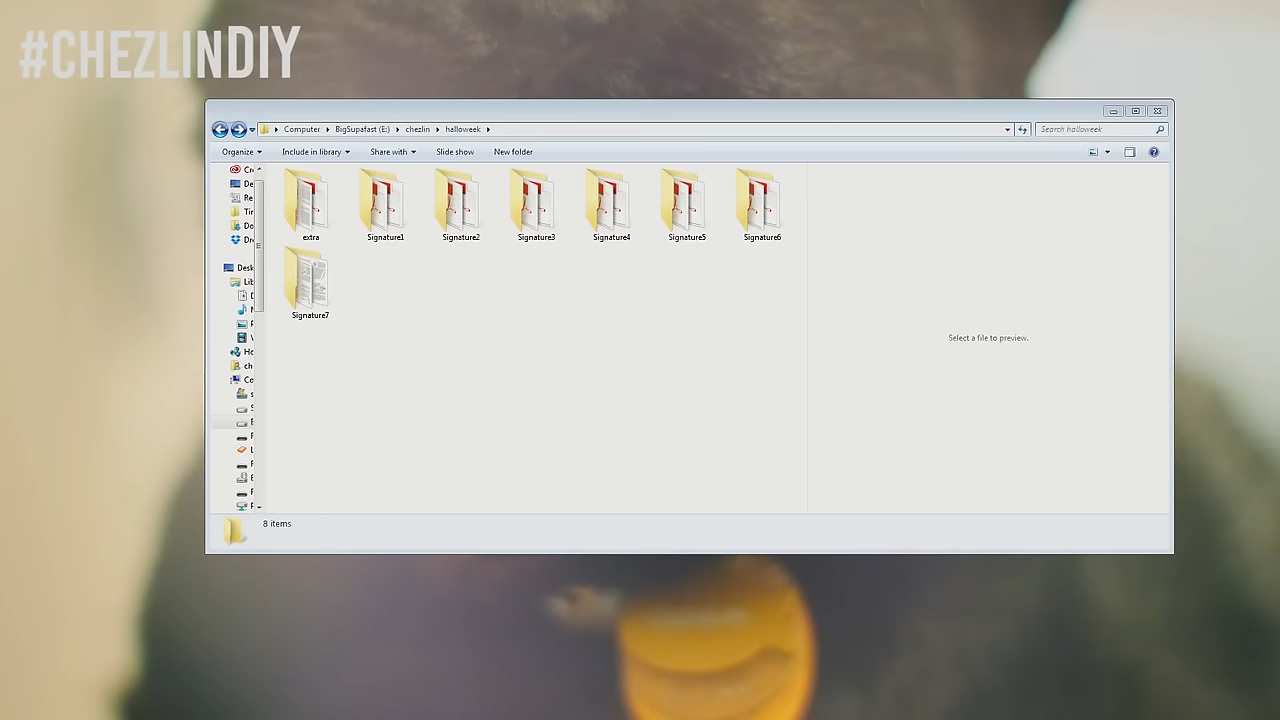 #CHEZLINDIY
Computer BigSupafast (E:) chezlin halloweek
Search halloweek
Organize Include in library Share with Slide show New folder
extra Signature1 Signature2 Signature3 Signature4 Signature5 Signature6
Signature7
Select a file to preview.
8 items